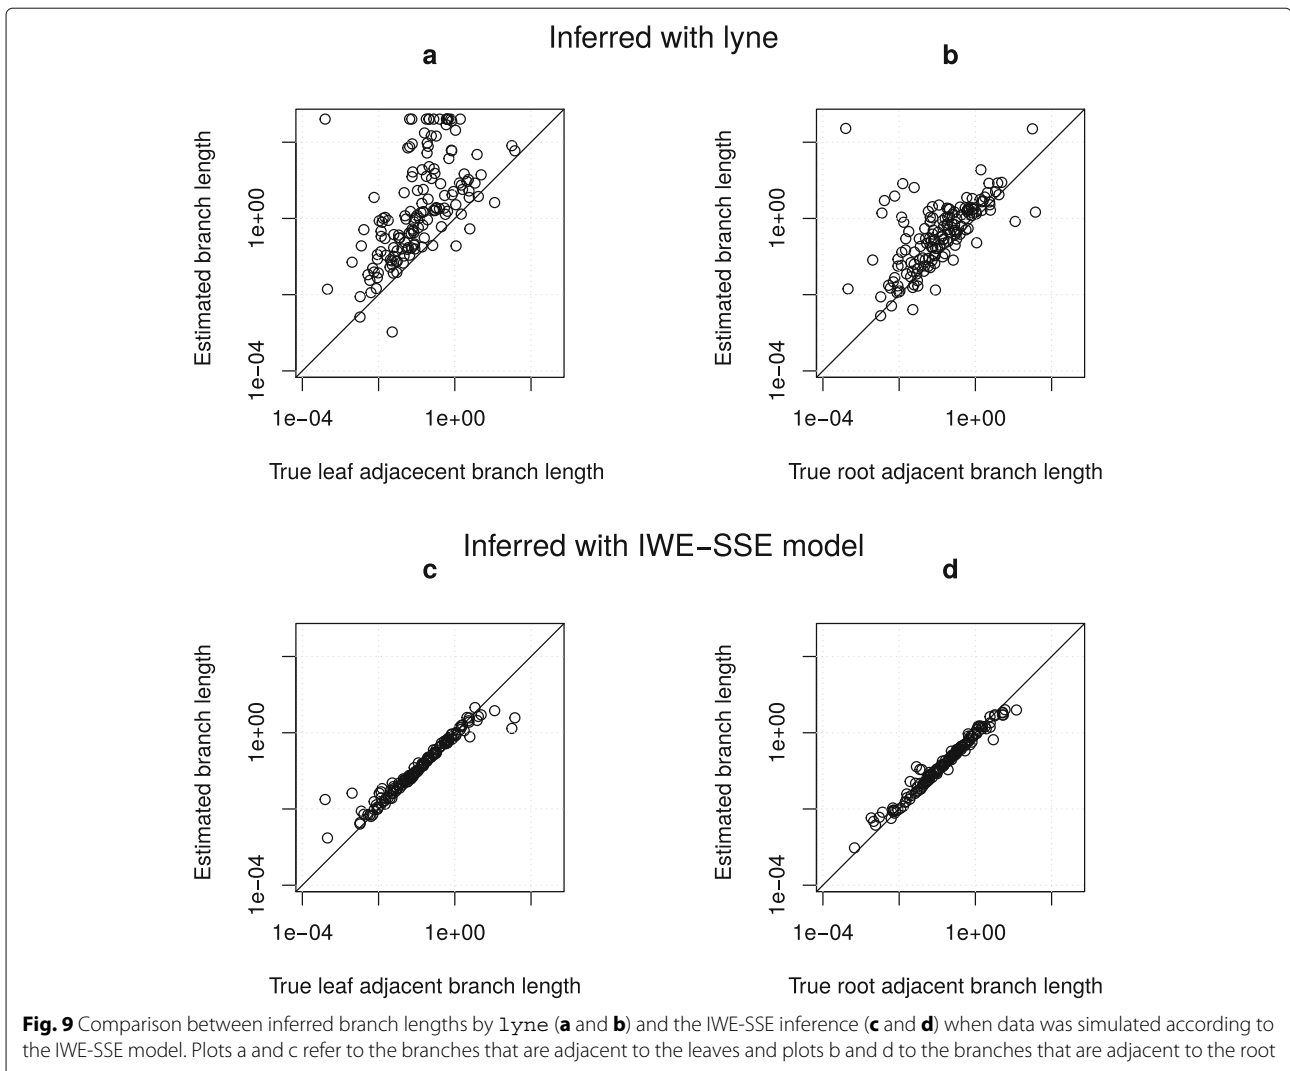 Inferred with lyne
a
b
Estimated branch length
1e−04
1e+00
1e−04
1e+00
True leaf adjacecent branch length
Estimated branch length
1e−04
1e+00
1e−04
1e+00
True root adjacent branch length
Inferred with IWE−SSE model
c
d
Estimated branch length
1e−04
1e+00
1e−04
1e+00
True leaf adjacent branch length
Estimated branch length
1e−04
1e+00
1e−04
1e+00
True root adjacent branch length
Fig. 9 Comparison between inferred branch lengths by lyne (a and b) and the IWE-SSE inference (c and d) when data was simulated according to
the IWE-SSE model. Plots a and c refer to the branches that are adjacent to the leaves and plots b and d to the branches that are adjacent to the root